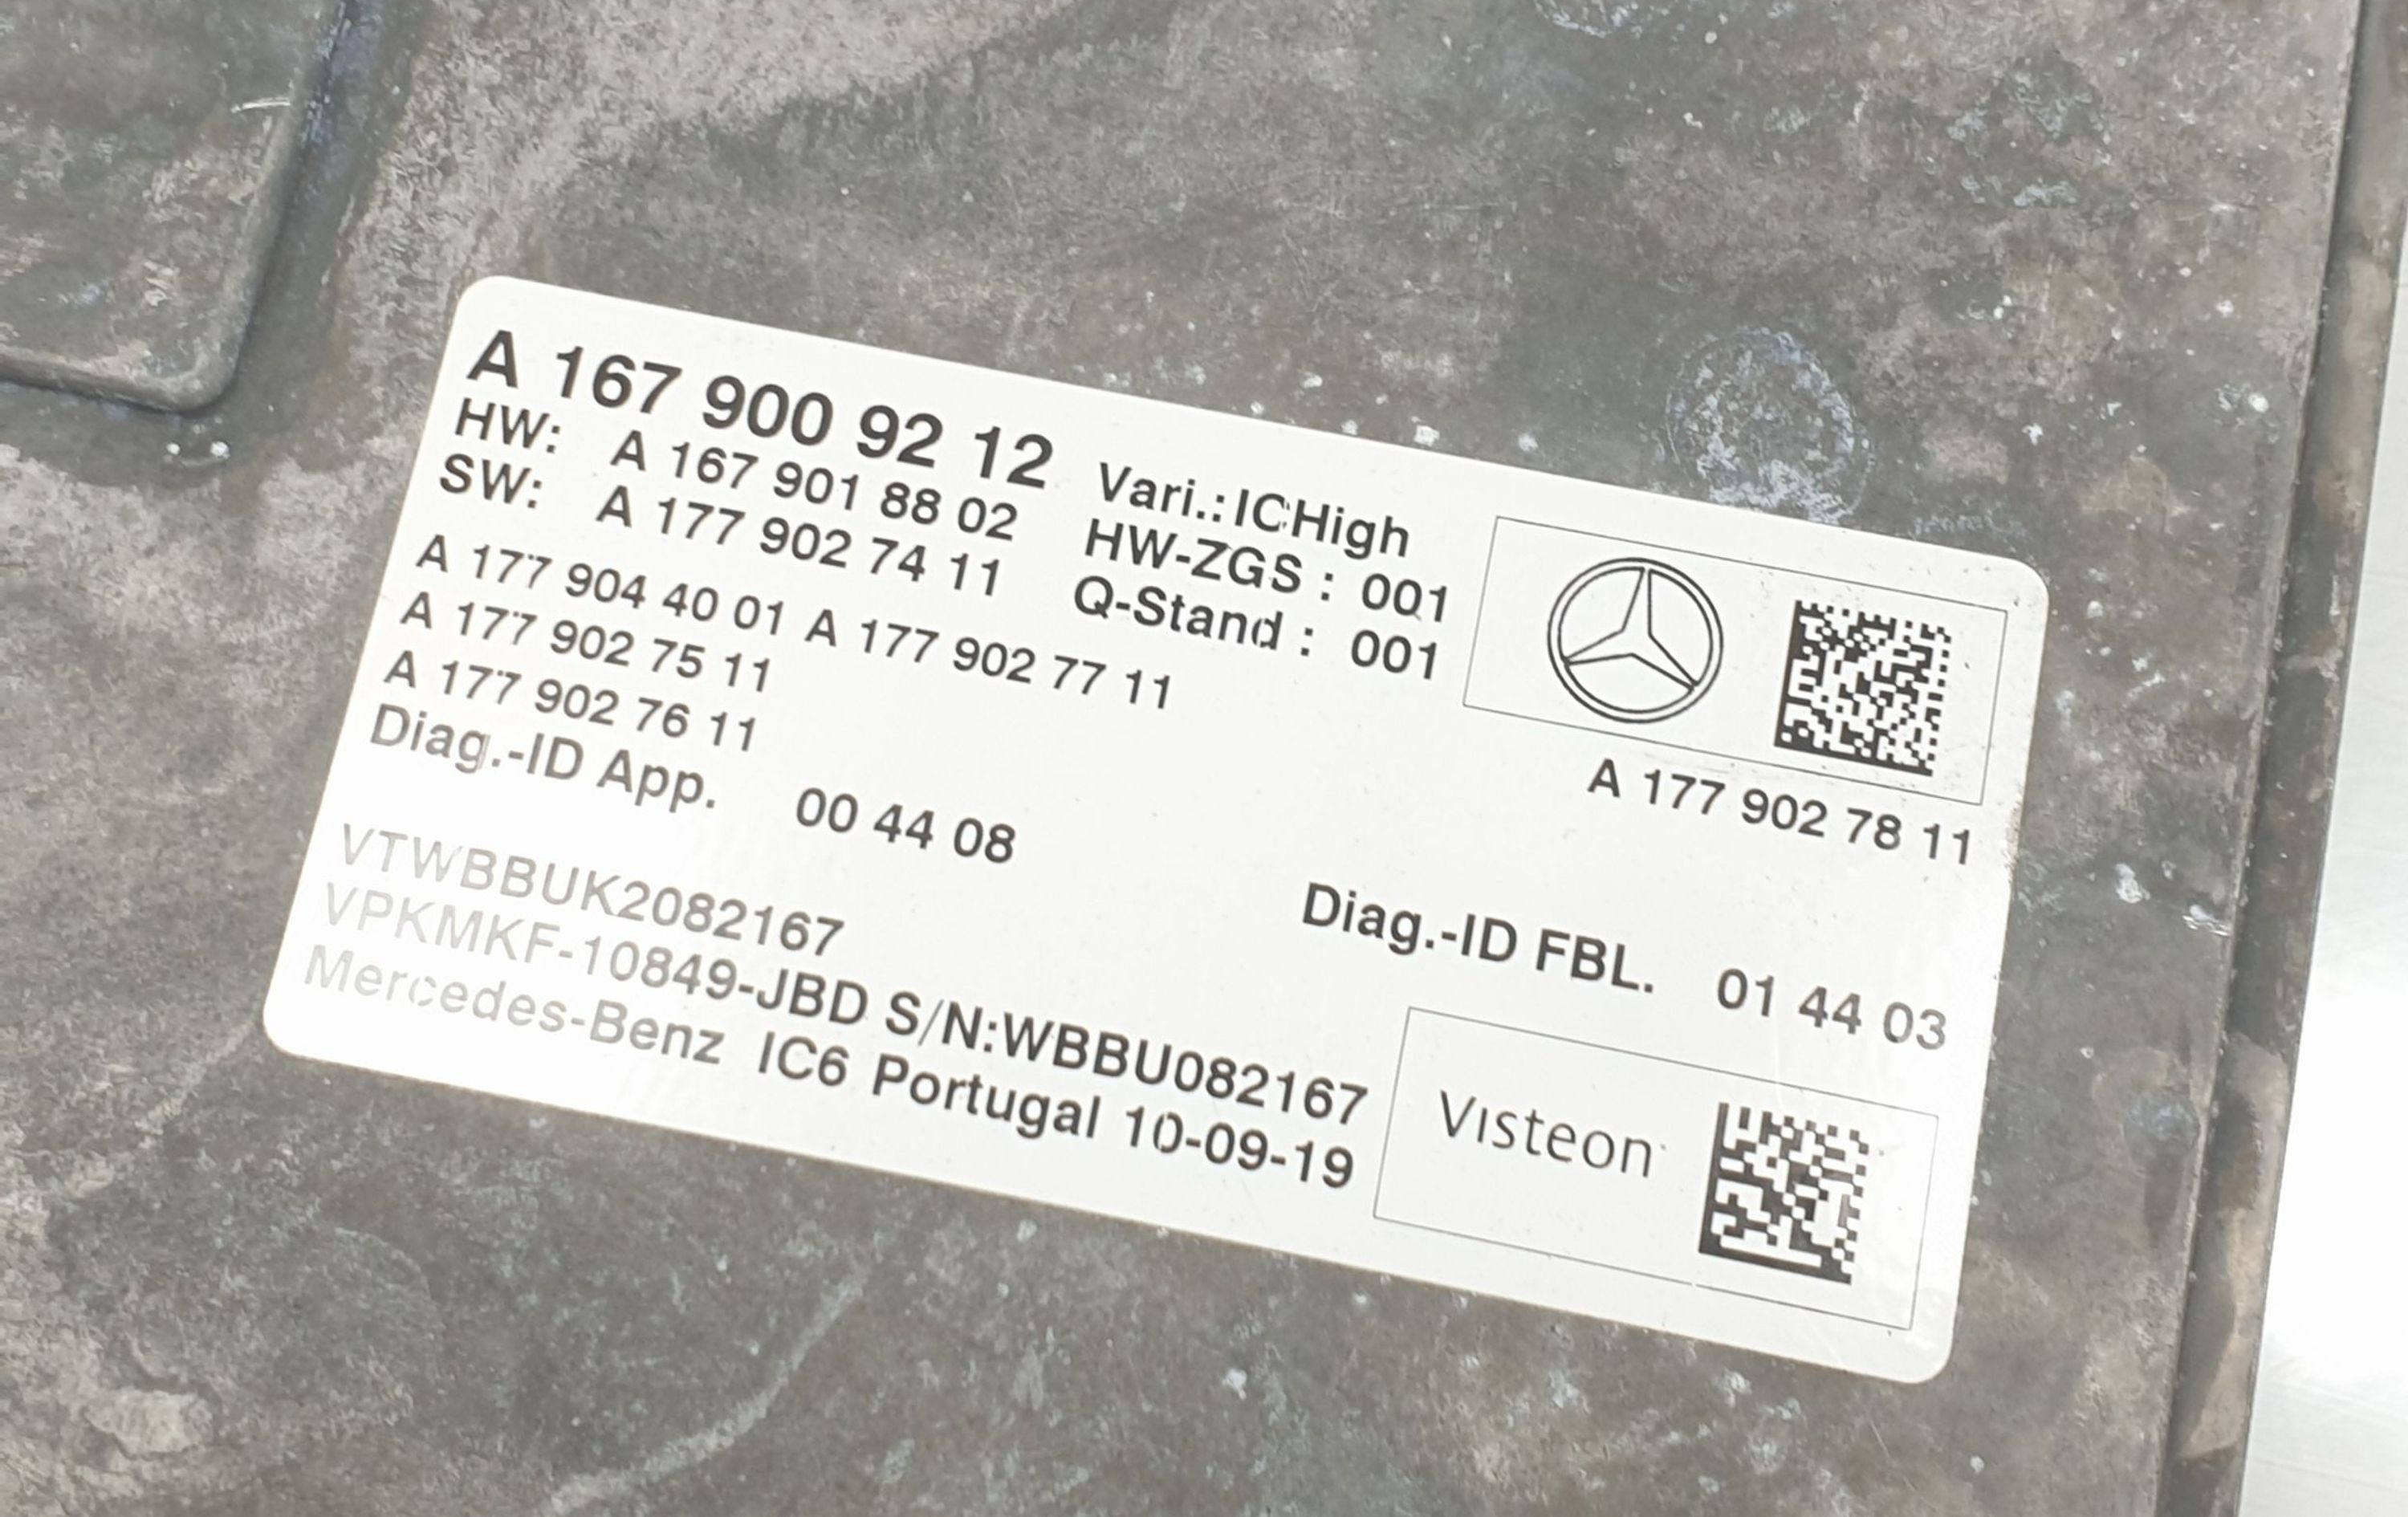 A 167 900 92 12
HW: A 167 901 88 02 Vari.:ICHigh
SW: A 177 902 74 11 HW-ZGS : 001
A 177 904 40 01 A 177 902 77 11 Q-Stand : 001
A 177 902 75 11
A 177 902 76 11 A 177 902 78 11
Diag.-ID App. 00 44 08 Diag.-ID FBL. 01 44 03
VTWBBUK2082167
VPKMKF-10849-JBD S/N:WBBU082167
Mercedes-Benz IC6 Portugal 10-09-19
Visteon